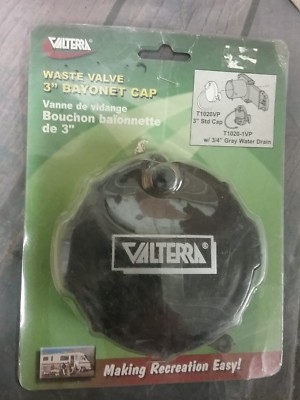 VALTERRA®
WASTE VALVE
3" BAYONET CAP
Vanne de vidange
Bouchon baïonnette
de 3"
T1020VP
2" Std Cap
T1020-1VP
w/ 3/4" Gray Water Drain
VALTERRA®
Making Recreation Easy!